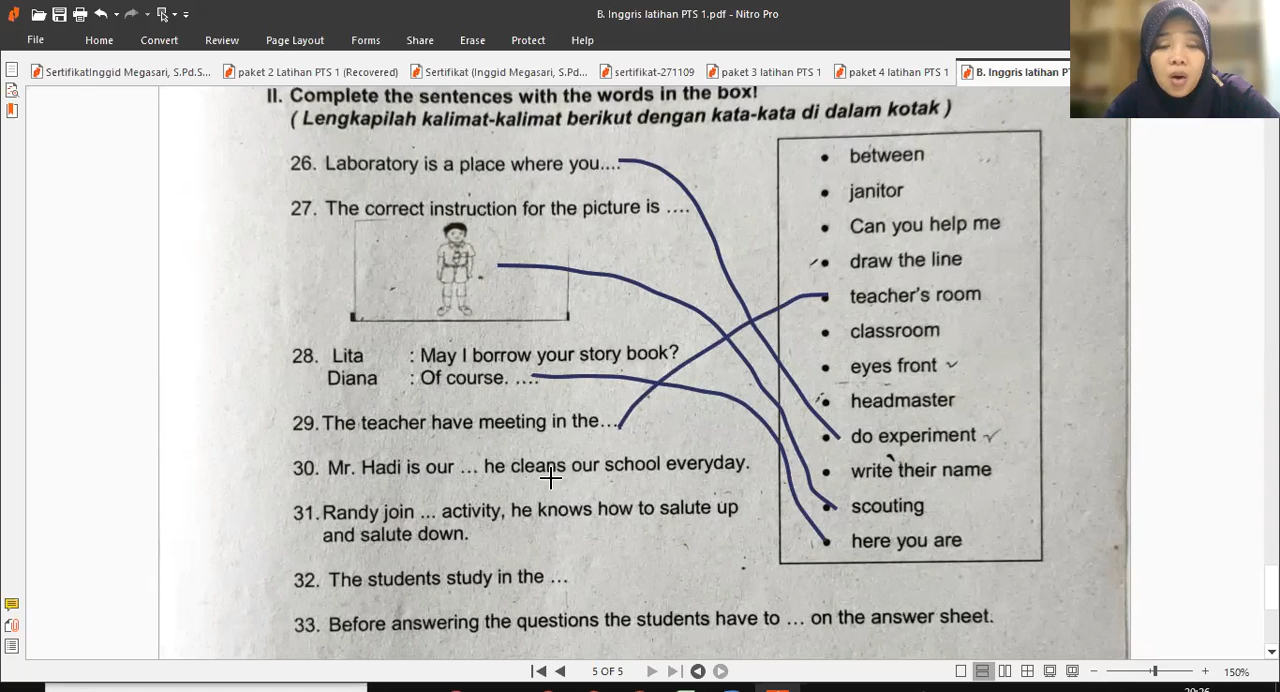 B. Inggris latihan PTS 1.pdf - Nitro Pro
File Home Convert Review Page Layout Forms Share Erase Protect Help
SertifikatInggid Megasari, S.Pd.S... paket 2 Latihan PTS 1 (Recovered) Sertifikat (Inggid Megasari, S.Pd... sertifikat-271109 paket 3 latihan PTS 1 paket 4 latihan PTS 1 B. Inggris latihan PT
II. Complete the sentences with the words in the box!
( Lengkapilah kalimat-kalimat berikut dengan kata-kata di dalam kotak )
26. Laboratory is a place where you....
27. The correct instruction for the picture is ....
28. Lita : May I borrow your story book?
Diana : Of course. ....
29. The teacher have meeting in the...
30. Mr. Hadi is our ... he cleans our school everyday.
31. Randy join ... activity, he knows how to salute up
and salute down.
32. The students study in the ...
33. Before answering the questions the students have to ... on the answer sheet.
• between
• janitor
• Can you help me
• draw the line
• teacher's room
• classroom
• eyes front
• headmaster
• do experiment
• write their name
• scouting
• here you are
5 OF 5
150%
20:26